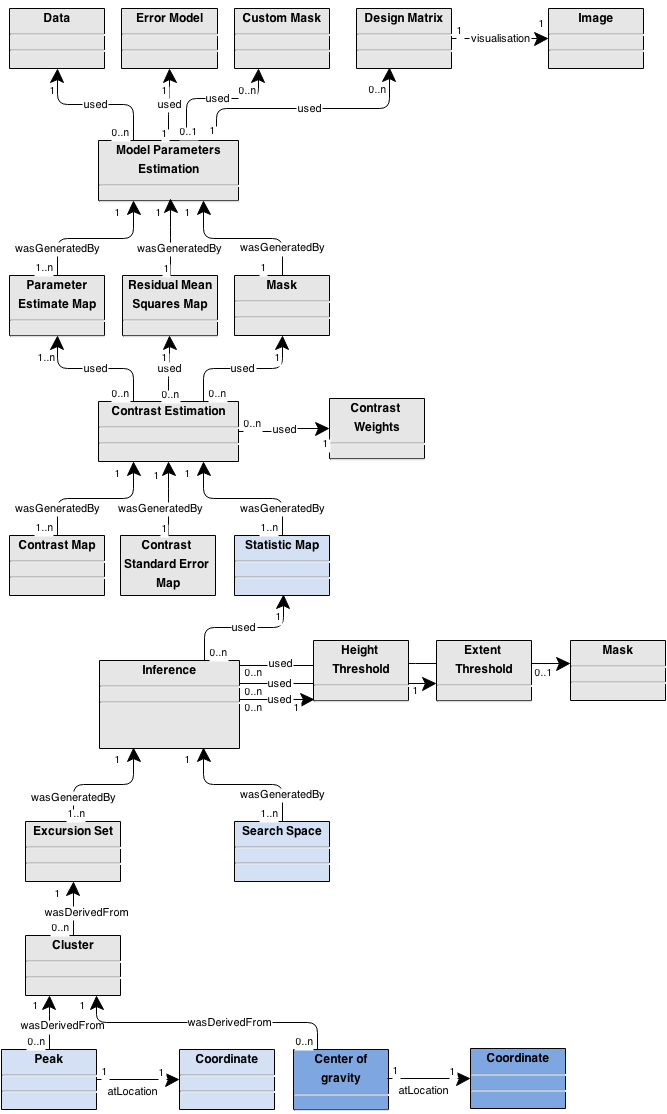 Data
Error Model
Custom Mask
Design Matrix
Image
1
visualisation
1
1
used
0..n
1
used
1
0..n
used
0..1
0..n
used
1
Model Parameters
Estimation
1
wasGeneratedBy
1..n
1
wasGeneratedBy
1
1
wasGeneratedBy
1
Parameter
Estimate Map
Residual Mean
Squares Map
Mask
1..n
used
0..n
1
used
0..n
1
used
0..n
Contrast Estimation
0..n
used
1
Contrast
Weights
1
wasGeneratedBy
1..n
1
wasGeneratedBy
1
1
wasGeneratedBy
1..n
Contrast Map
Contrast
Standard Error
Map
Statistic Map
1
used
0..n
Inference
used
0..n
used
0..n
used
0..n
1
Height
Threshold
1
Extent
Threshold
0..1
Mask
1
wasGeneratedBy
1..n
1
wasGeneratedBy
1..n
Excursion Set
Search Space
1
wasDerivedFrom
0..n
Cluster
1
wasDerivedFrom
0..n
1
wasDerivedFrom
0..n
Peak
1
atLocation
1
Coordinate
Center of
gravity
1
atLocation
1
Coordinate